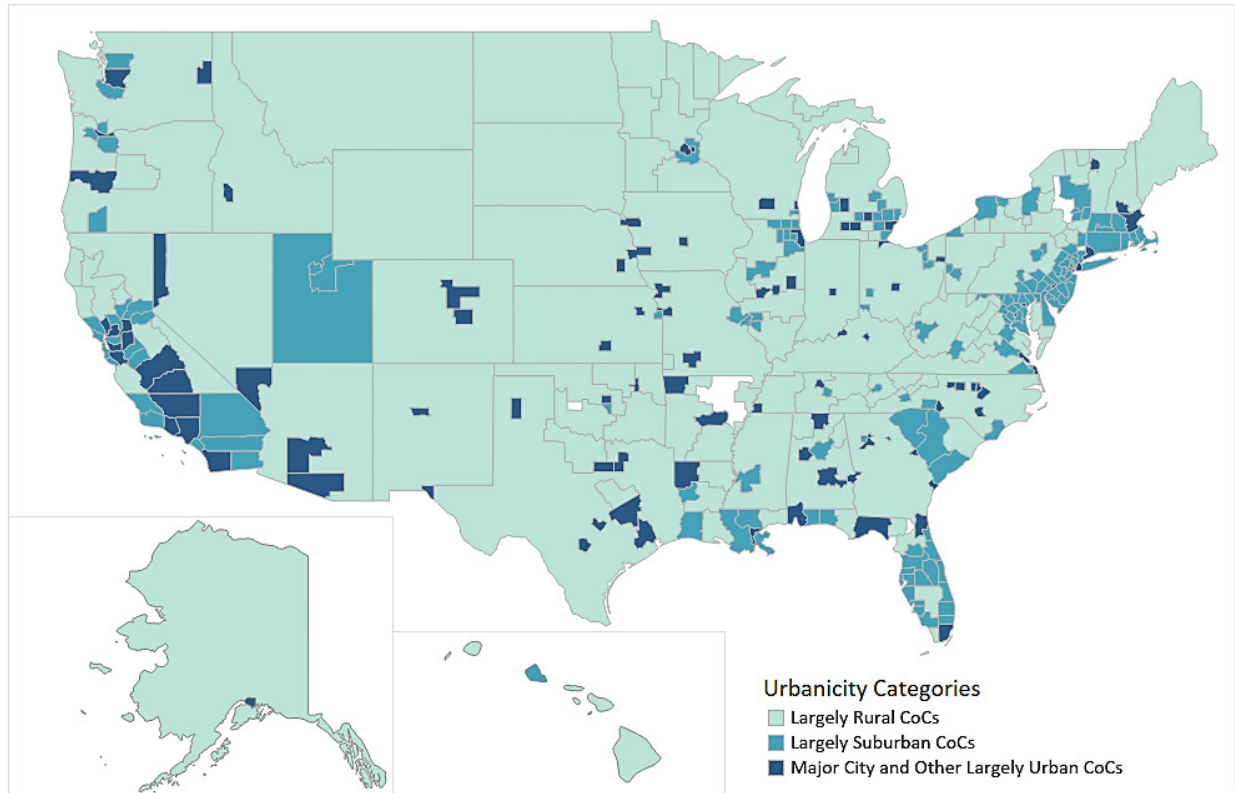 Urbanicity Categories
Largely Rural CoCs
Largely Suburban CoCs
Major City and Other Largely Urban CoCs